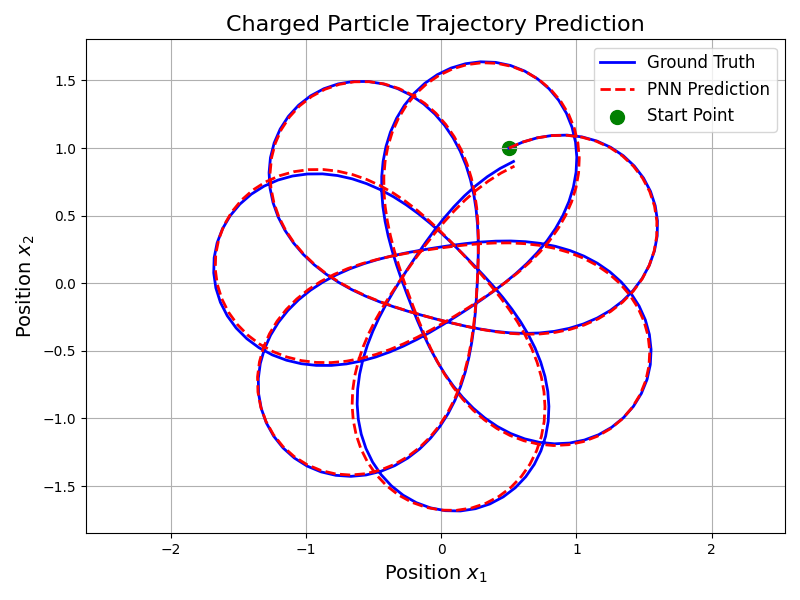 Charged Particle Trajectory Prediction
Ground Truth
PNN Prediction
Start Point
1.5
1.0
0.5
0.0
−0.5
−1.0
−1.5
Position x₂
−2
−1
0
1
2
Position x₁